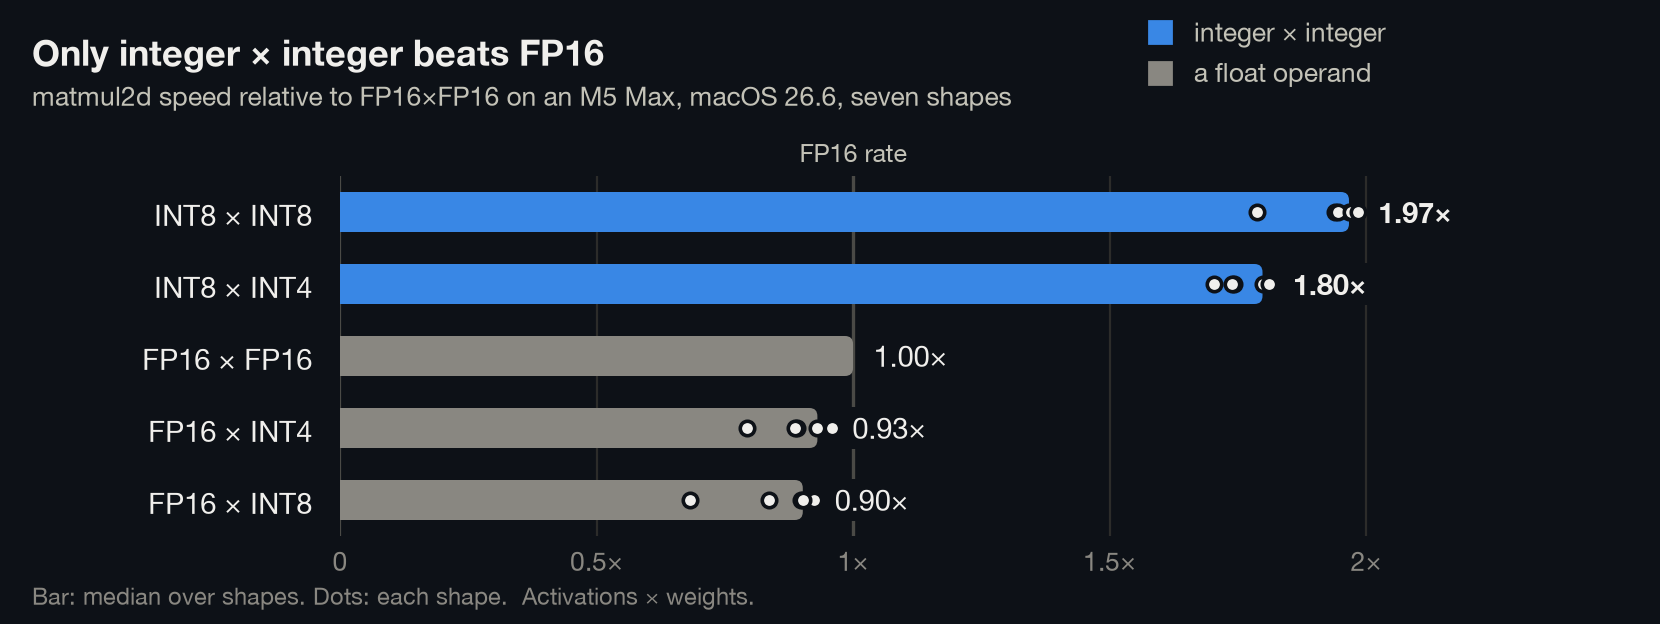 Only integer × integer beats FP16
matmul2d speed relative to FP16×FP16 on an M5 Max, macOS 26.6, seven shapes
integer × integer
a float operand
FP16 rate
INT8 × INT8 1.97×
INT8 × INT4 1.80×
FP16 × FP16 1.00×
FP16 × INT4 0.93×
FP16 × INT8 0.90×
0 0.5× 1× 1.5× 2×
Bar: median over shapes. Dots: each shape. Activations × weights.